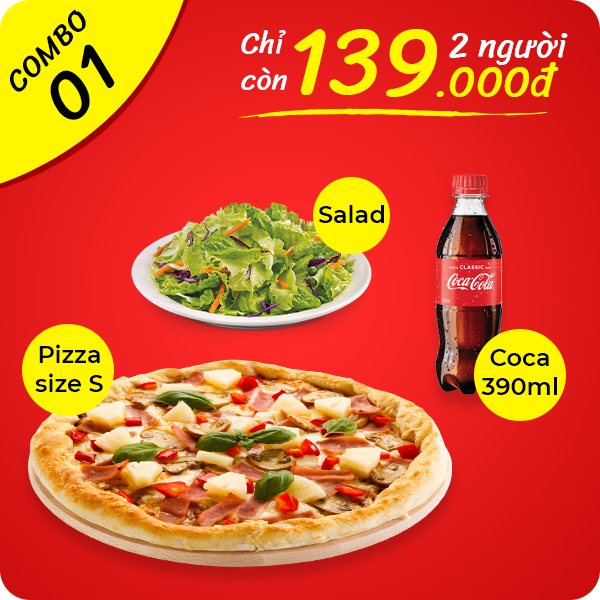 COMBO
01
Chỉ
còn
139.000đ
2 người
Salad
CLASSIC
Coca-Cola
Pizza
size S
Coca
390ml